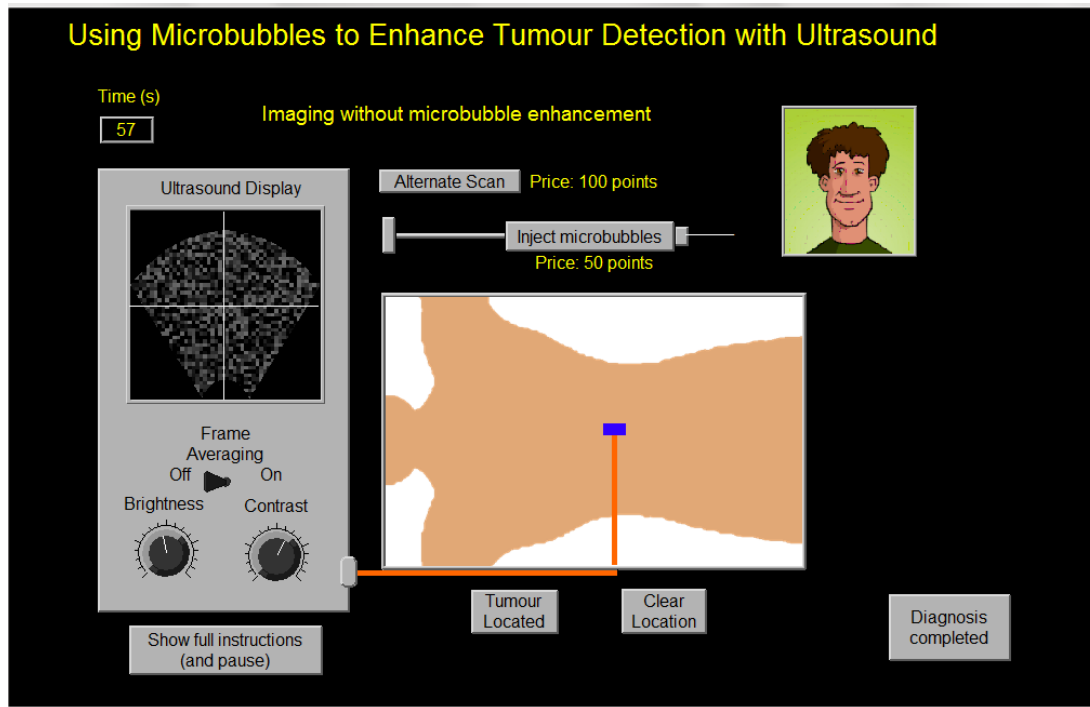 Using Microbubbles to Enhance Tumour Detection with Ultrasound
Time (s)
57
Imaging without microbubble enhancement
Ultrasound Display
Alternate Scan
Price: 100 points
Inject microbubbles
Price: 50 points
Frame
Averaging
Off
On
Brightness
Contrast
Tumour
Located
Clear
Location
Diagnosis
completed
Show full instructions
(and pause)